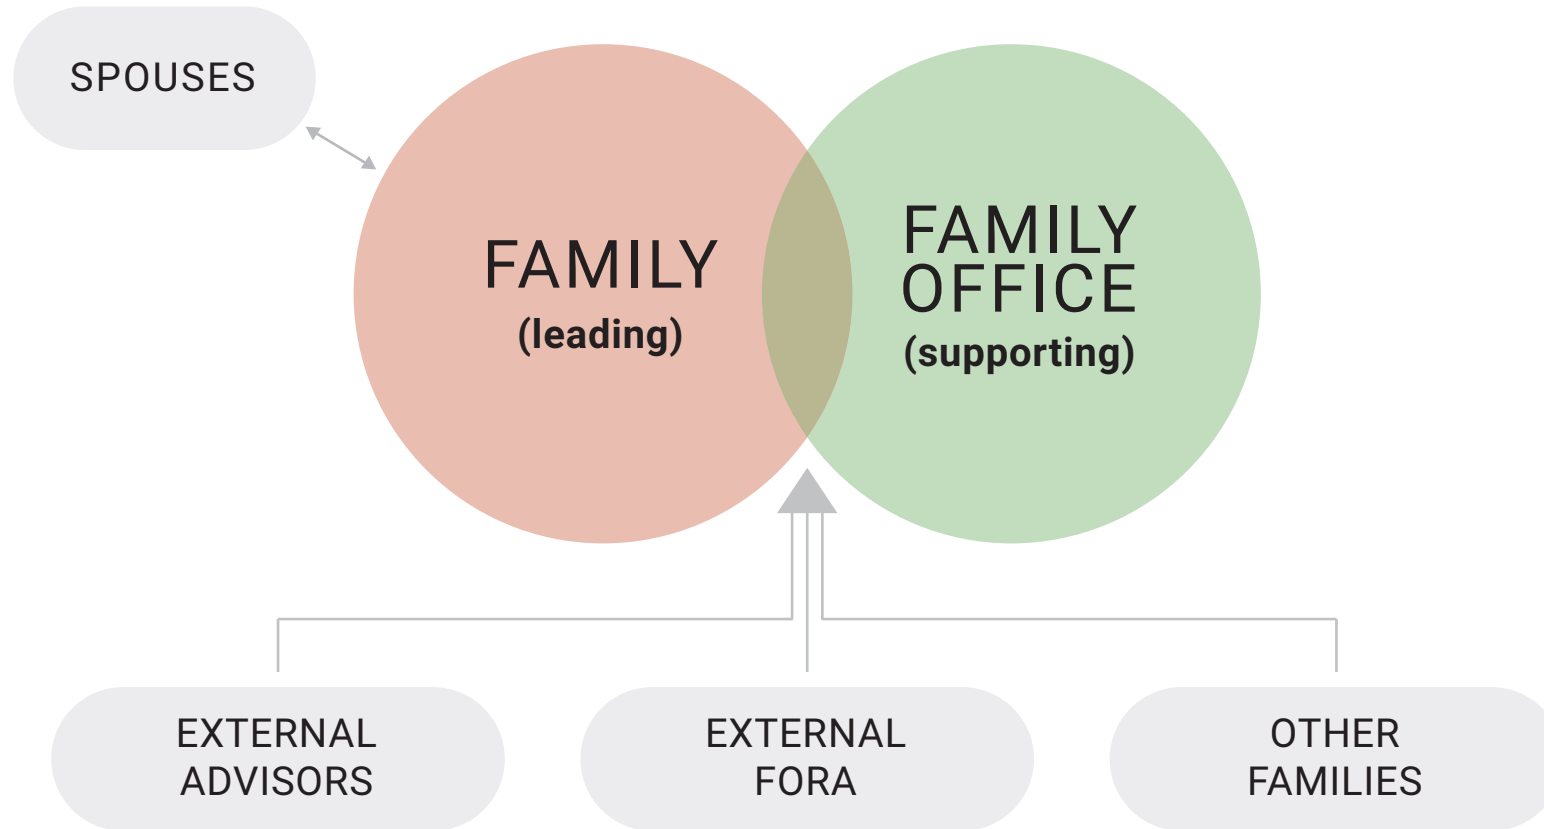 SPOUSES
FAMILY
(leading)
FAMILY
OFFICE
(supporting)
EXTERNAL
ADVISORS
EXTERNAL
FORA
OTHER
FAMILIES